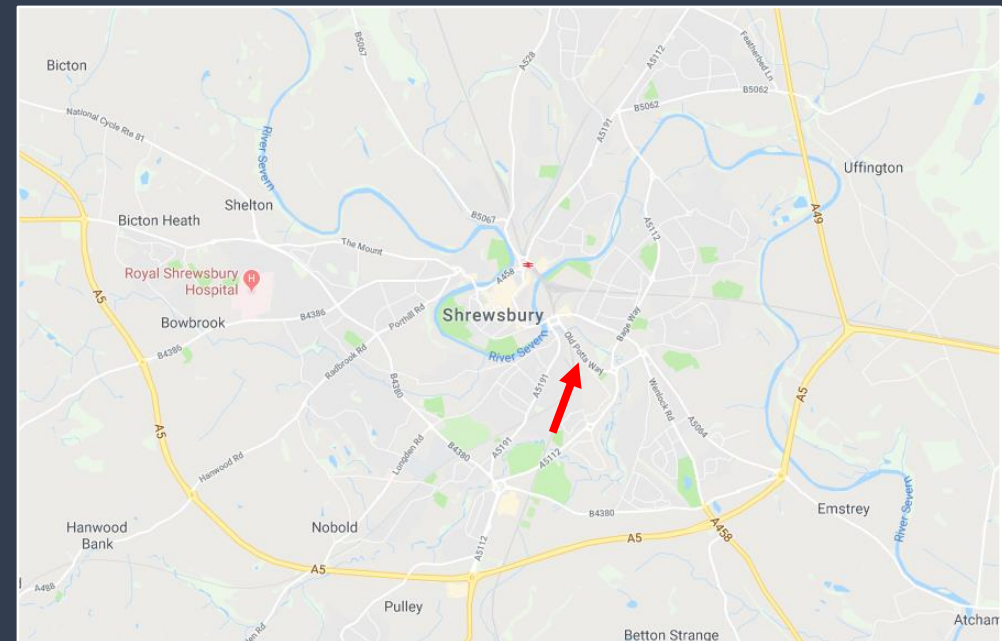 Bicton
B5067
A528
A5112
Featherbed Ln
B5062
B5062
National Cycle Rte 81
River Severn
A5191
Uffington
Shelton
Bicton Heath
B5067
A5112
A49
The Mount
Royal Shrewsbury
Hospital
H
A458
A5
Bowbrook
B4386
Porthill Rd
Shrewsbury
Bage Way
B4386
Radbrook Rd
River Severn
Old Potts Way
B4380
A5191
Wenlock Rd
A5
A5
Longden Rd
A5064
Hanwood Rd
B4380
A5191
A5112
Hanwood
Bank
Nobold
B4380
A458
Emstrey
River Severn
A5112
A5
A5
A488
Pulley
Atcham
Betton Strange